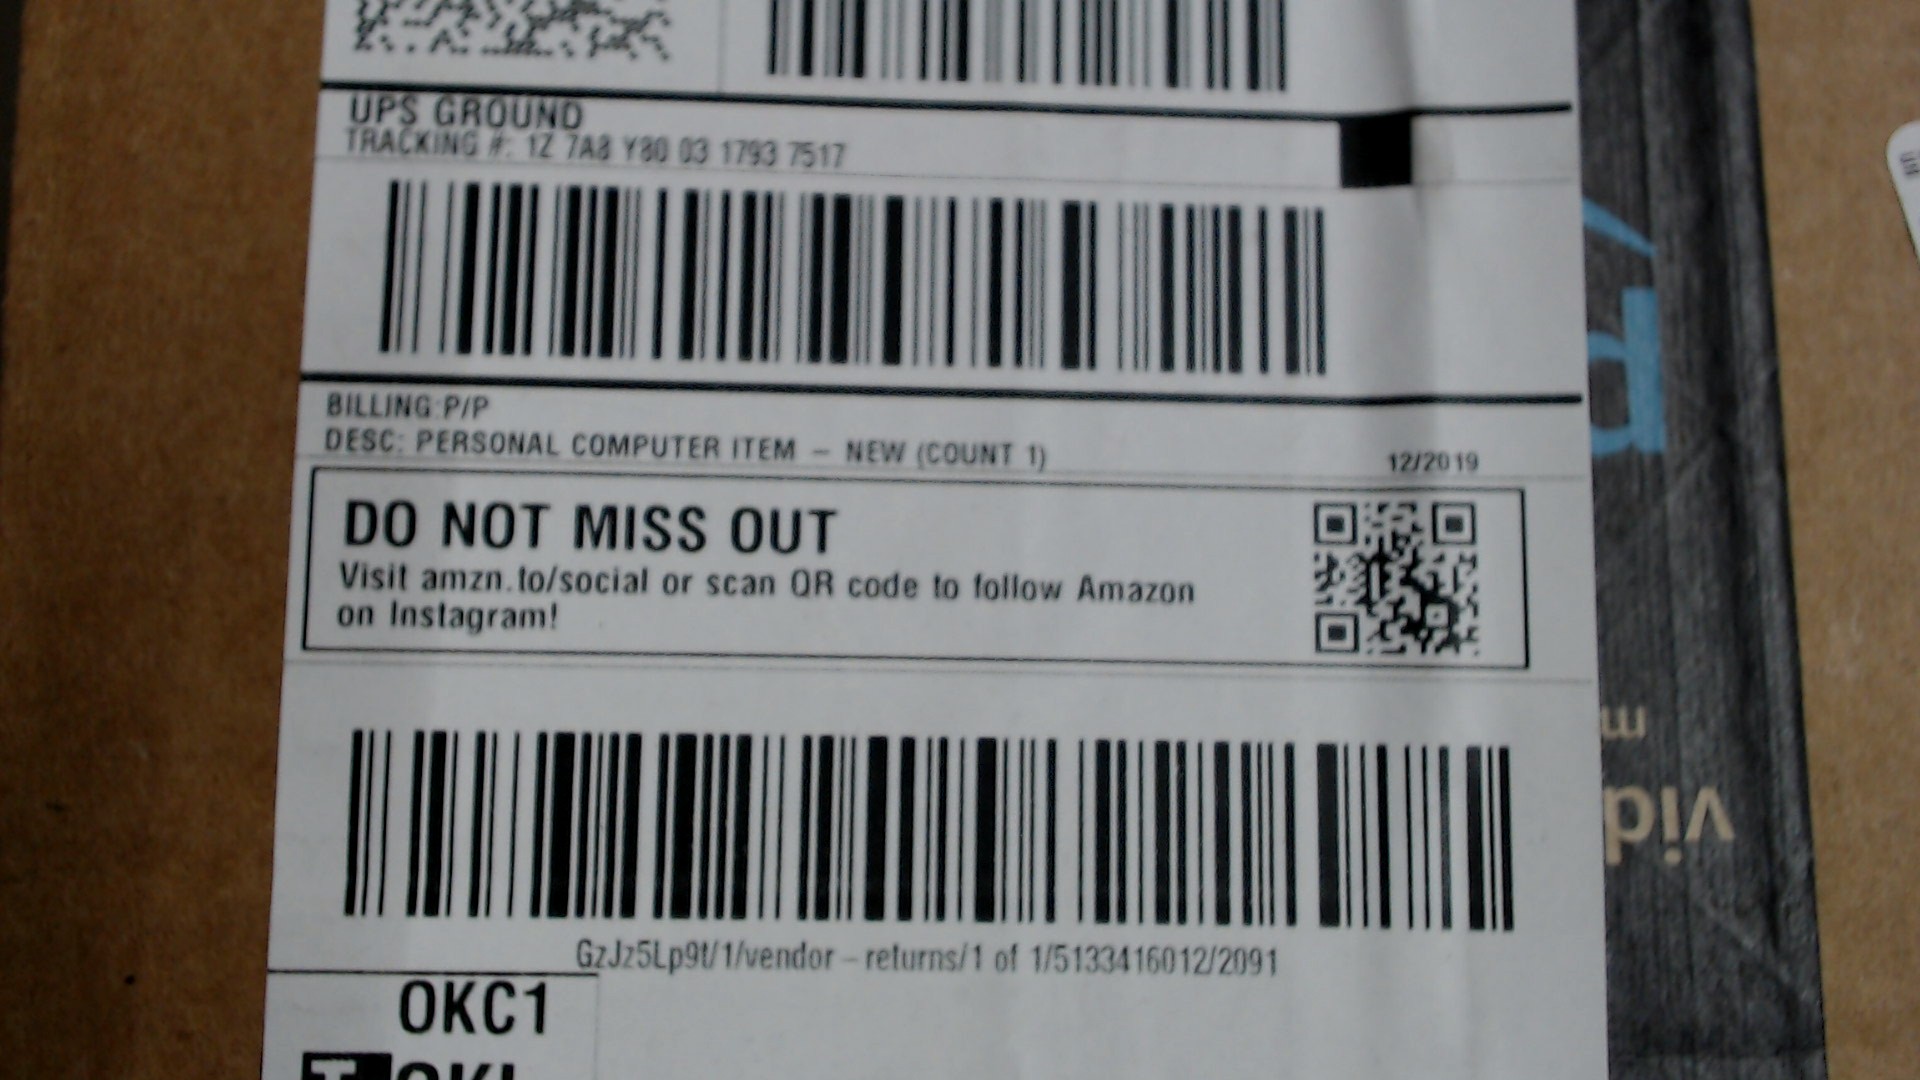 UPS GROUND
TRACKING #: 1Z 7A8 Y80 03 1793 7517
BILLING:P/P
DESC: PERSONAL COMPUTER ITEM – NEW (COUNT 1)
12/2019
DO NOT MISS OUT
Visit amzn.to/social or scan QR code to follow Amazon
on Instagram!
GzJz5Lp9t/1/vendor – returns/1 of 1/5133416012/2091
OKC1
vid
m
p